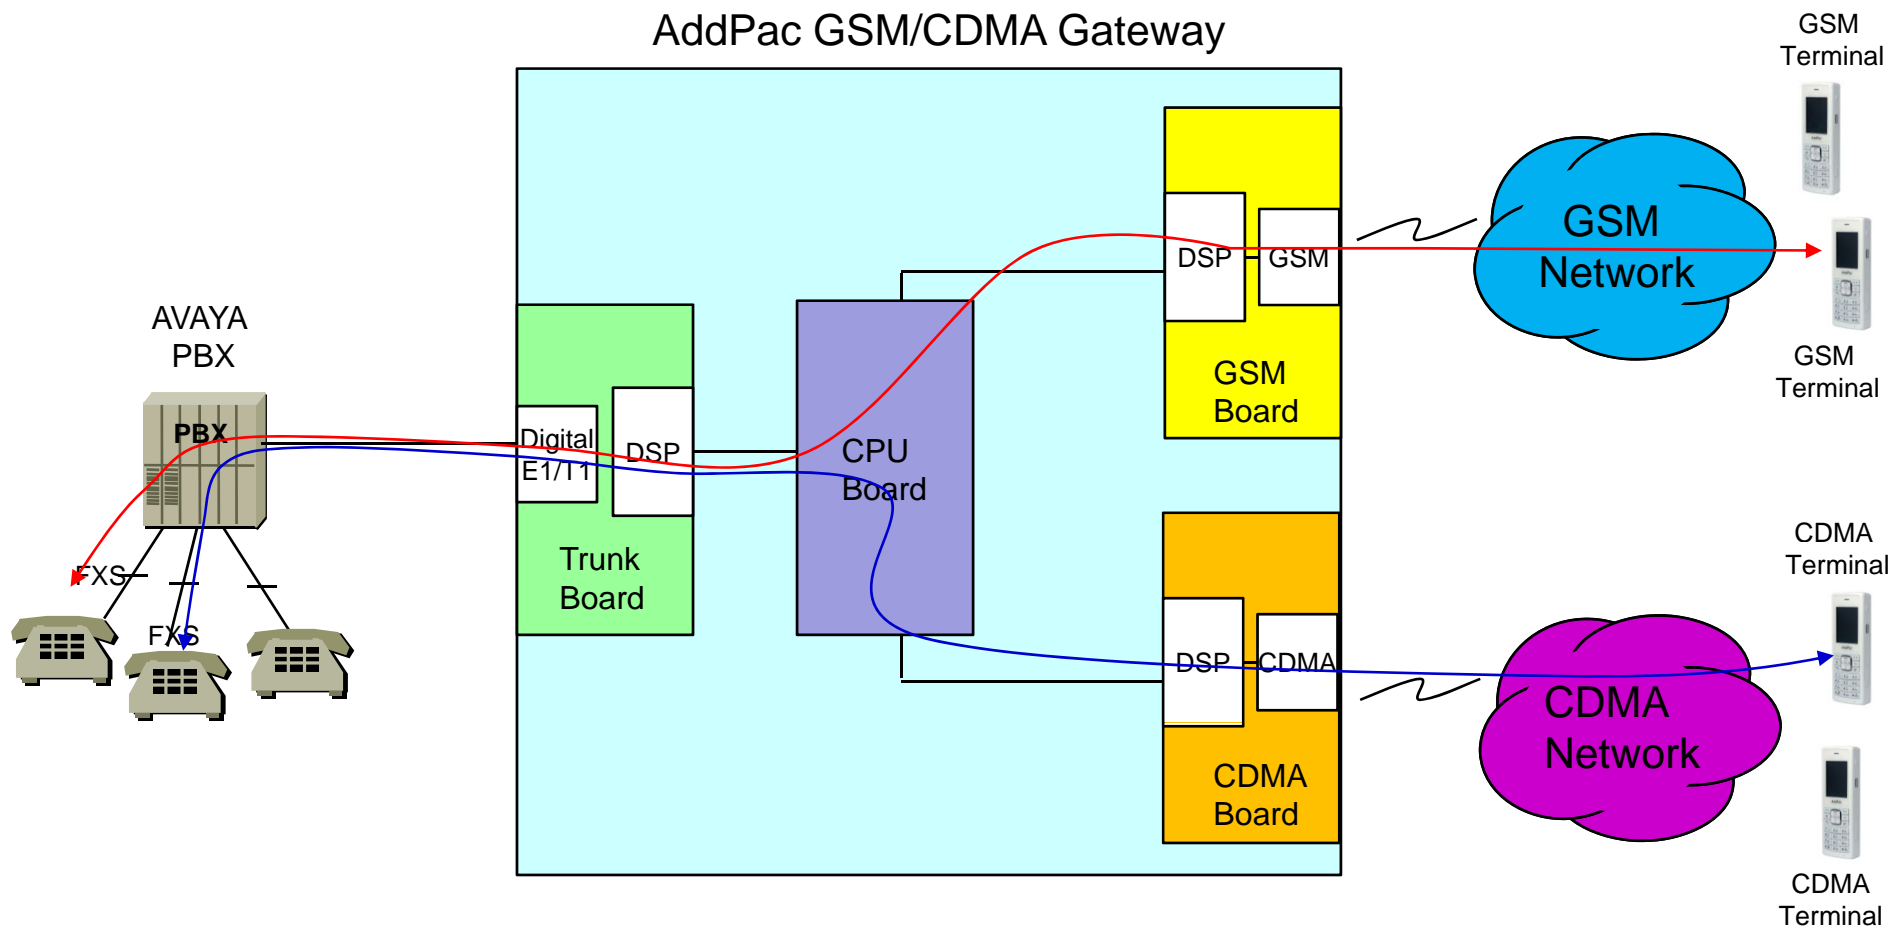 AddPac GSM/CDMA Gateway
GSM
Terminal
GSM
Network
DSP
GSM
GSM
Board
GSM
Terminal
AVAYA
PBX
PBX
Digital
E1/T1
DSP
CPU
Board
Trunk
Board
FXS
FXS
CDMA
Terminal
DSP
CDMA
CDMA
Network
CDMA
Board
CDMA
Terminal